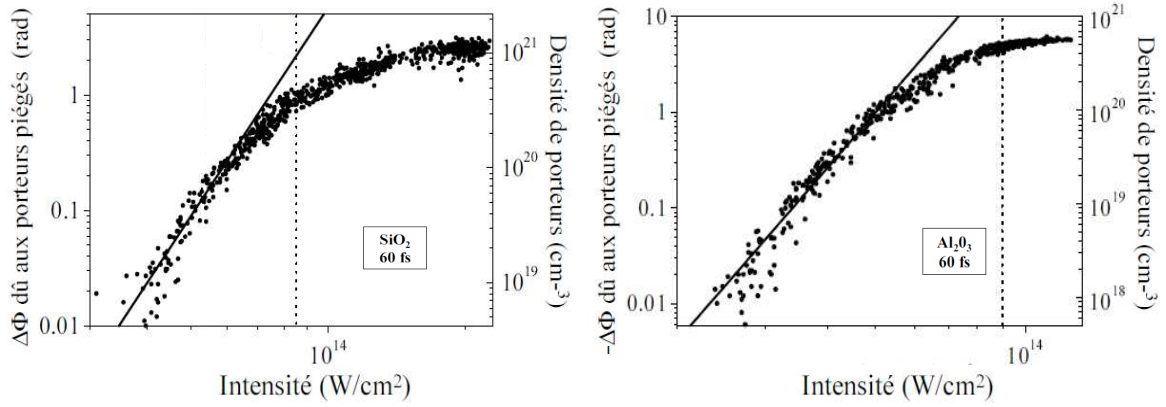 ΔΦ dû aux porteurs piégés (rad)
1
0.1
0.01
SiO2
60 fs
10^21
10^20
10^19
Densité de porteurs (cm-3)
10^14
Intensité (W/cm2)
-ΔΦ dû aux porteurs piégés (rad)
10
1
0.1
0.01
Al203
60 fs
10^21
10^20
10^19
10^18
Densité de porteurs (cm-3)
10^14
Intensité (W/cm2)